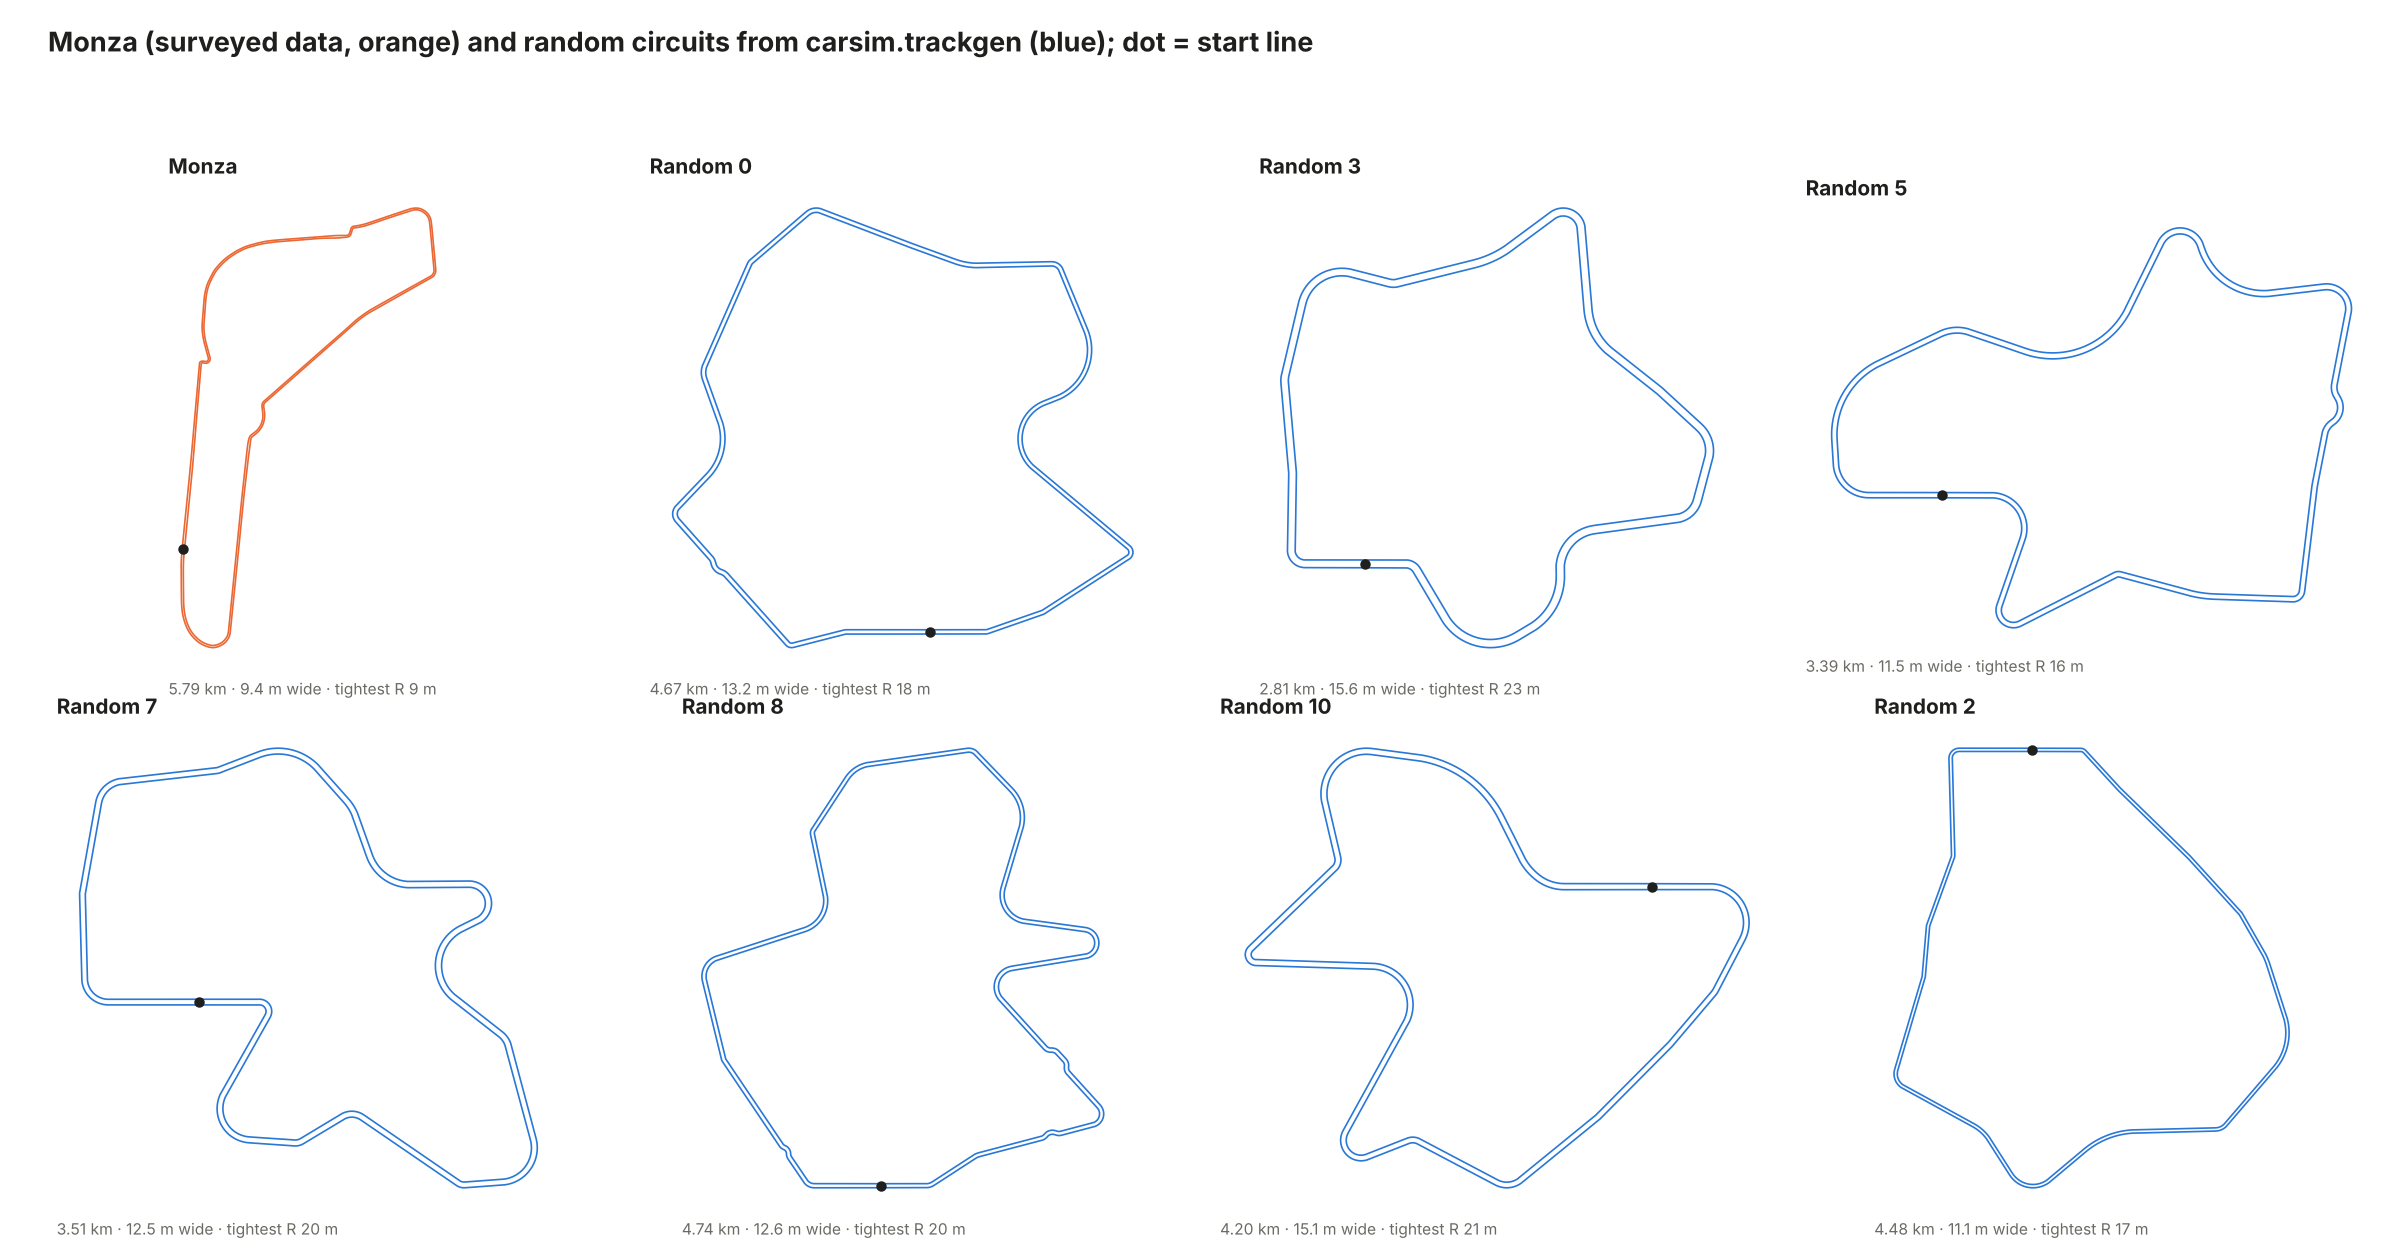 Monza (surveyed data, orange) and random circuits from carsim.trackgen (blue); dot = start line
Monza
Random 0
Random 3
Random 5
5.79 km · 9.4 m wide · tightest R 9 m
4.67 km · 13.2 m wide · tightest R 18 m
2.81 km · 15.6 m wide · tightest R 23 m
3.39 km · 11.5 m wide · tightest R 16 m
Random 7
Random 8
Random 10
Random 2
3.51 km · 12.5 m wide · tightest R 20 m
4.74 km · 12.6 m wide · tightest R 20 m
4.20 km · 15.1 m wide · tightest R 21 m
4.48 km · 11.1 m wide · tightest R 17 m